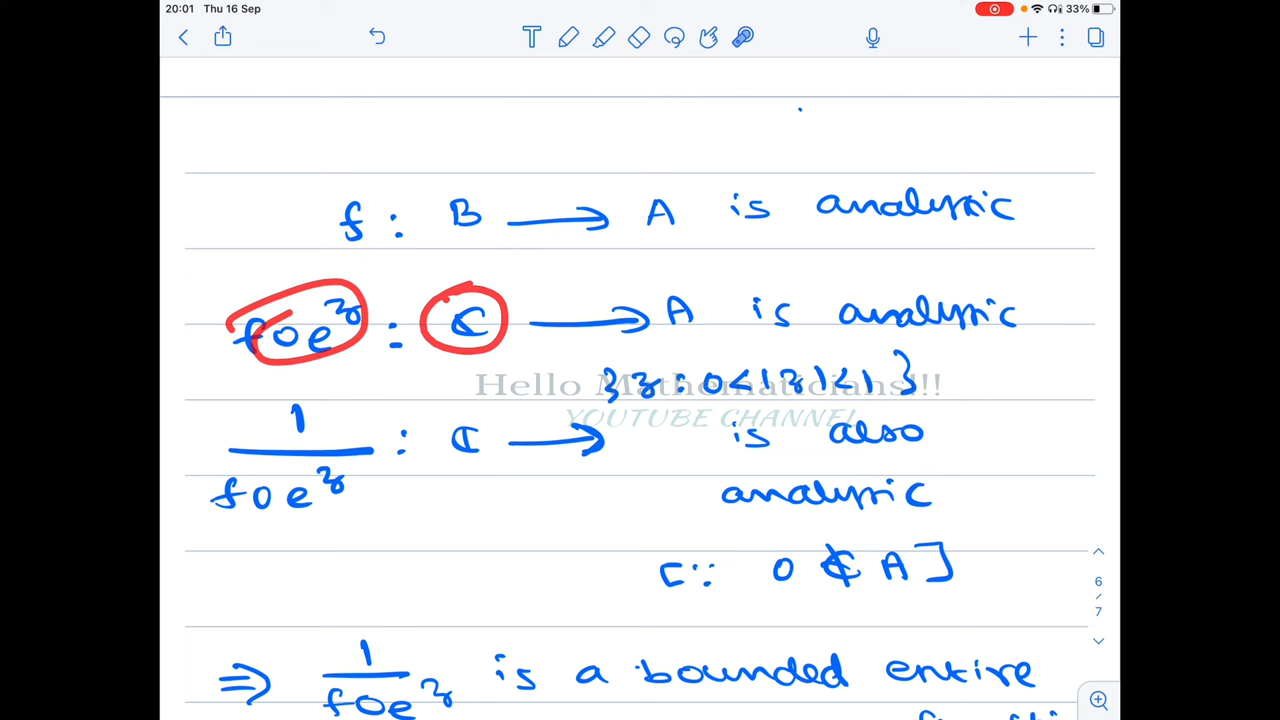 20:01 Thu 16 Sep
33%
T
f : B ⟶ A is analytic
foe^z : ℂ ⟶ A is analytic
Hello Mathematicians!!!
{z : 0<|z|<1}
YOUTUBE CHANNEL
1/foe^z : ℂ ⟶ is also
analytic
[∵ 0 ∉ A]
6
/
7
⇒ 1/foe^z is a bounded entire